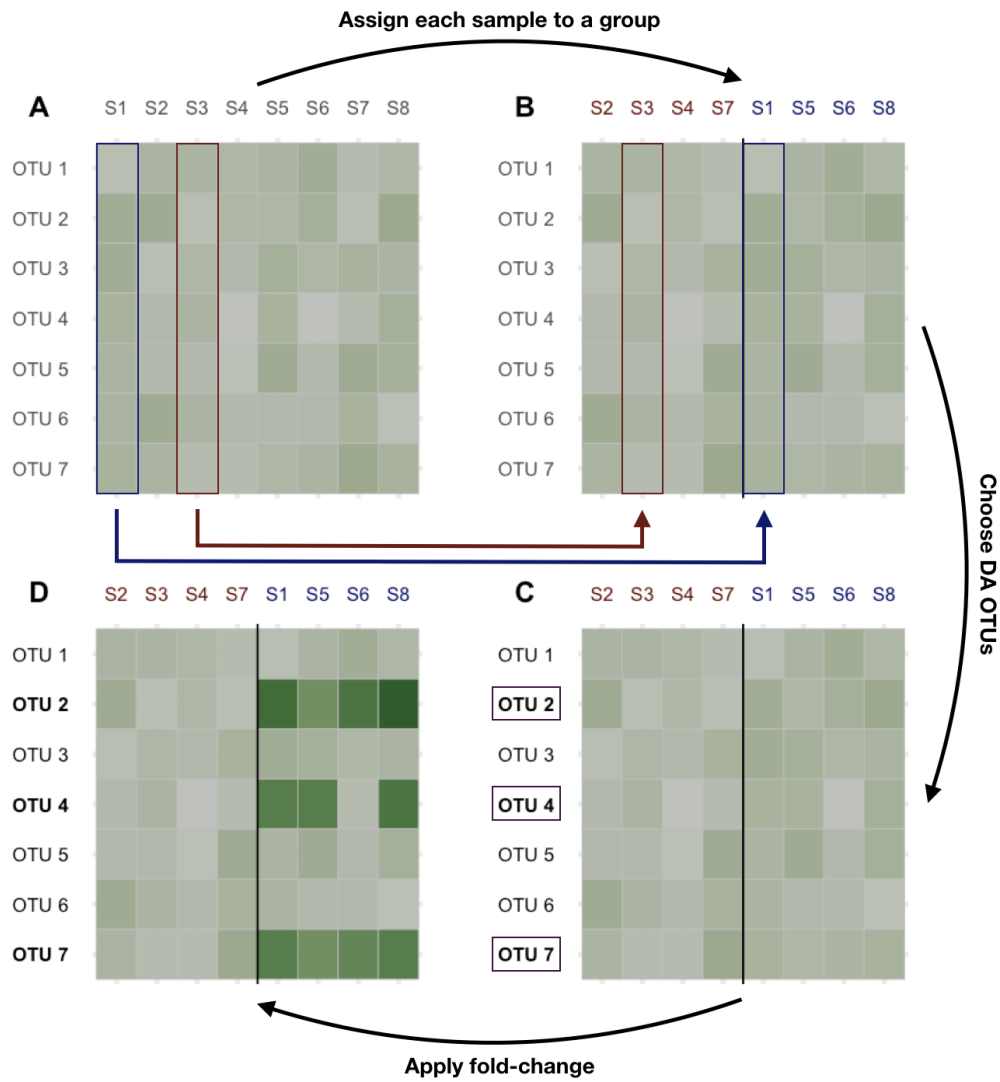 Assign each sample to a group
A S1 S2 S3 S4 S5 S6 S7 S8
OTU 1
OTU 2
OTU 3
OTU 4
OTU 5
OTU 6
OTU 7
B S2 S3 S4 S7 S1 S5 S6 S8
OTU 1
OTU 2
OTU 3
OTU 4
OTU 5
OTU 6
OTU 7
Choose DA OTUs
C S2 S3 S4 S7 S1 S5 S6 S8
OTU 1
OTU 2
OTU 3
OTU 4
OTU 5
OTU 6
OTU 7
D S2 S3 S4 S7 S1 S5 S6 S8
OTU 1
OTU 2
OTU 3
OTU 4
OTU 5
OTU 6
OTU 7
Apply fold-change